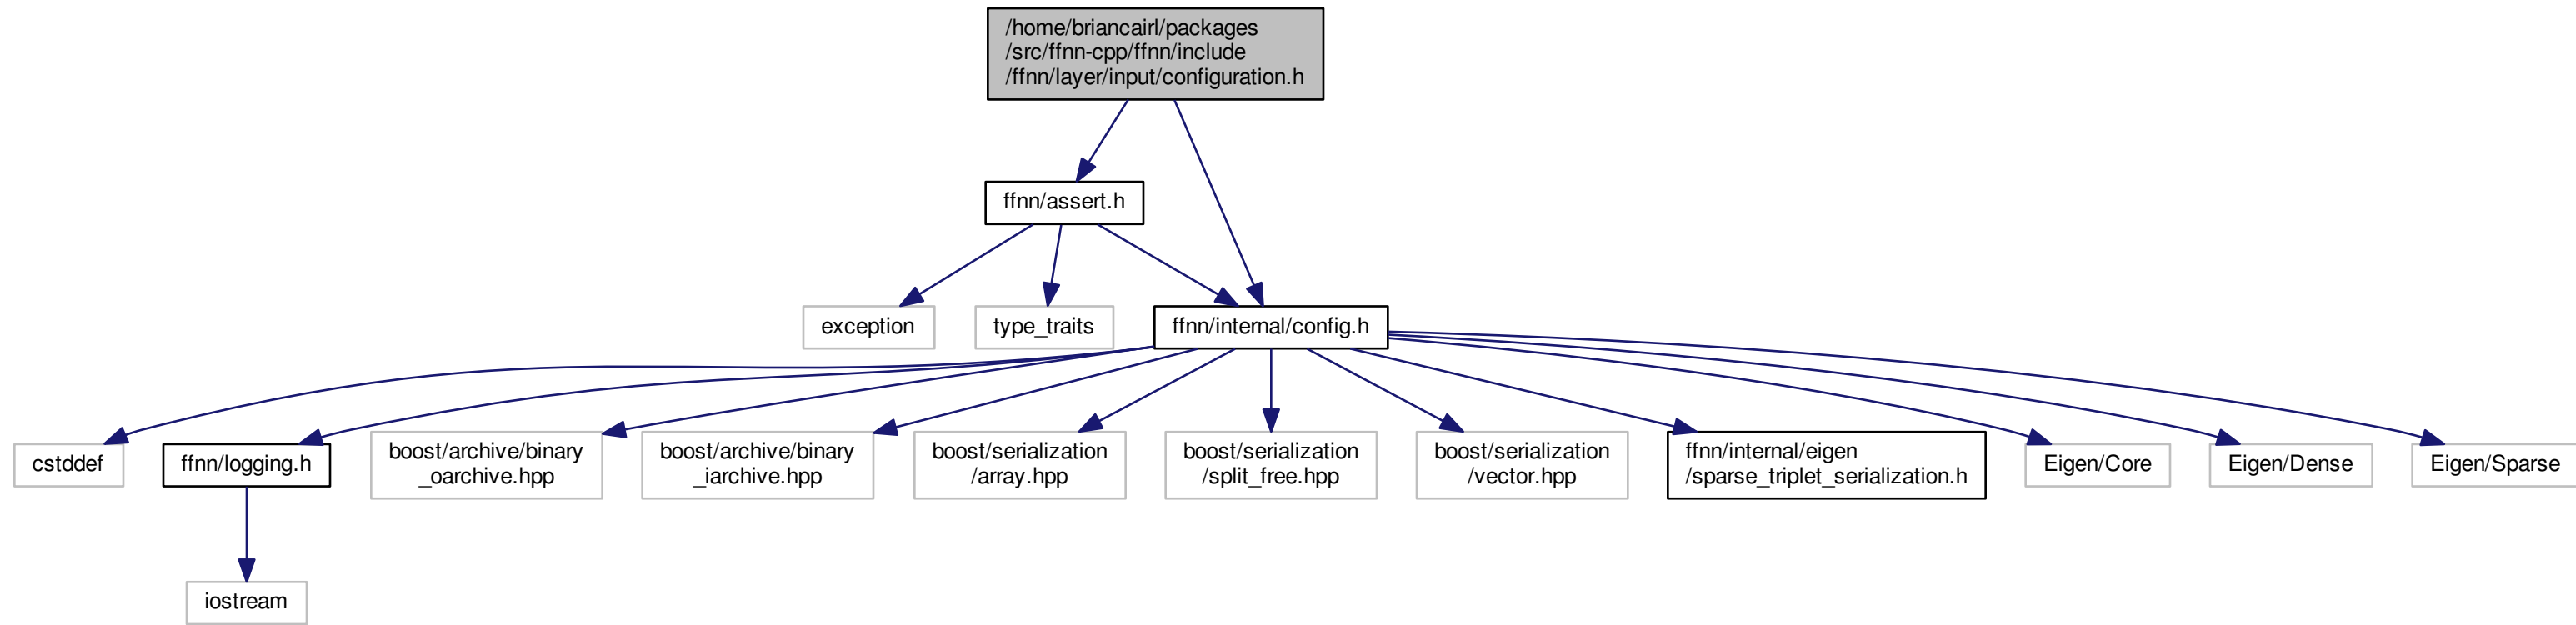 /home/briancairl/packages
/src/ffnn-cpp/ffnn/include
/ffnn/layer/input/configuration.h
ffnn/assert.h
exception
type_traits
ffnn/internal/config.h
cstddef
ffnn/logging.h
boost/archive/binary
_oarchive.hpp
boost/archive/binary
_iarchive.hpp
boost/serialization
/array.hpp
boost/serialization
/split_free.hpp
boost/serialization
/vector.hpp
ffnn/internal/eigen
/sparse_triplet_serialization.h
Eigen/Core
Eigen/Dense
Eigen/Sparse
iostream